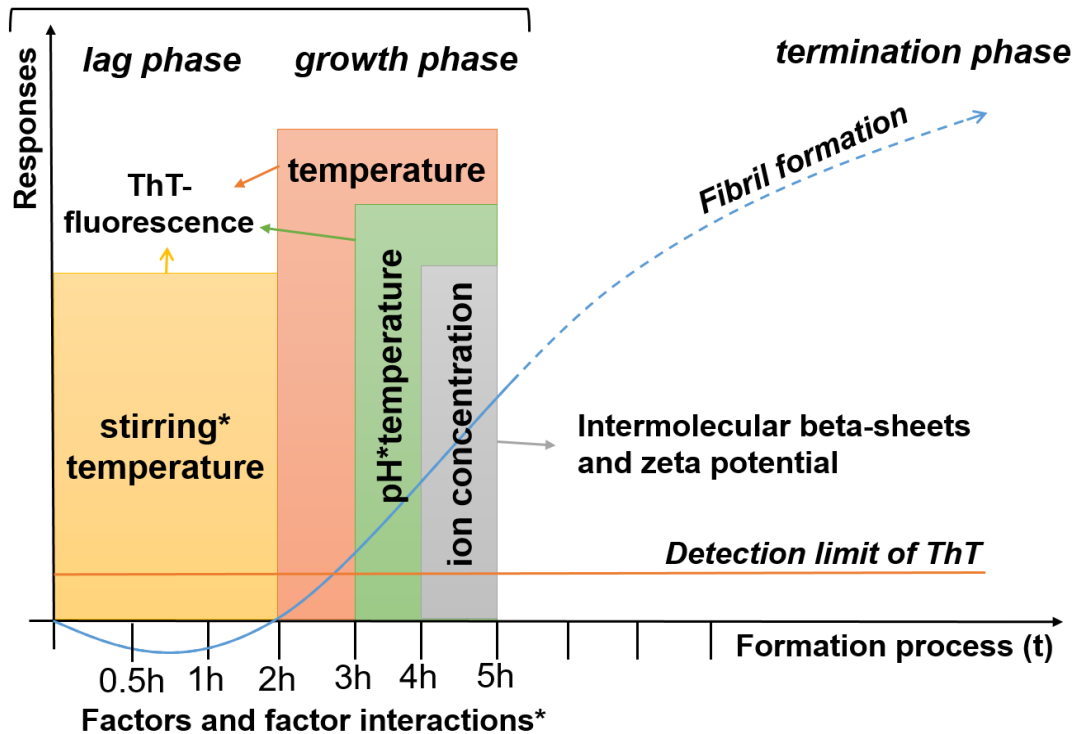 lag phase
growth phase
termination phase
Responses
temperature
ThT-
fluorescence
Fibril formation
stirring*
temperature
pH*temperature
ion concentration
Intermolecular beta-sheets
and zeta potential
Detection limit of ThT
Formation process (t)
0.5h
1h
2h
3h
4h
5h
Factors and factor interactions*